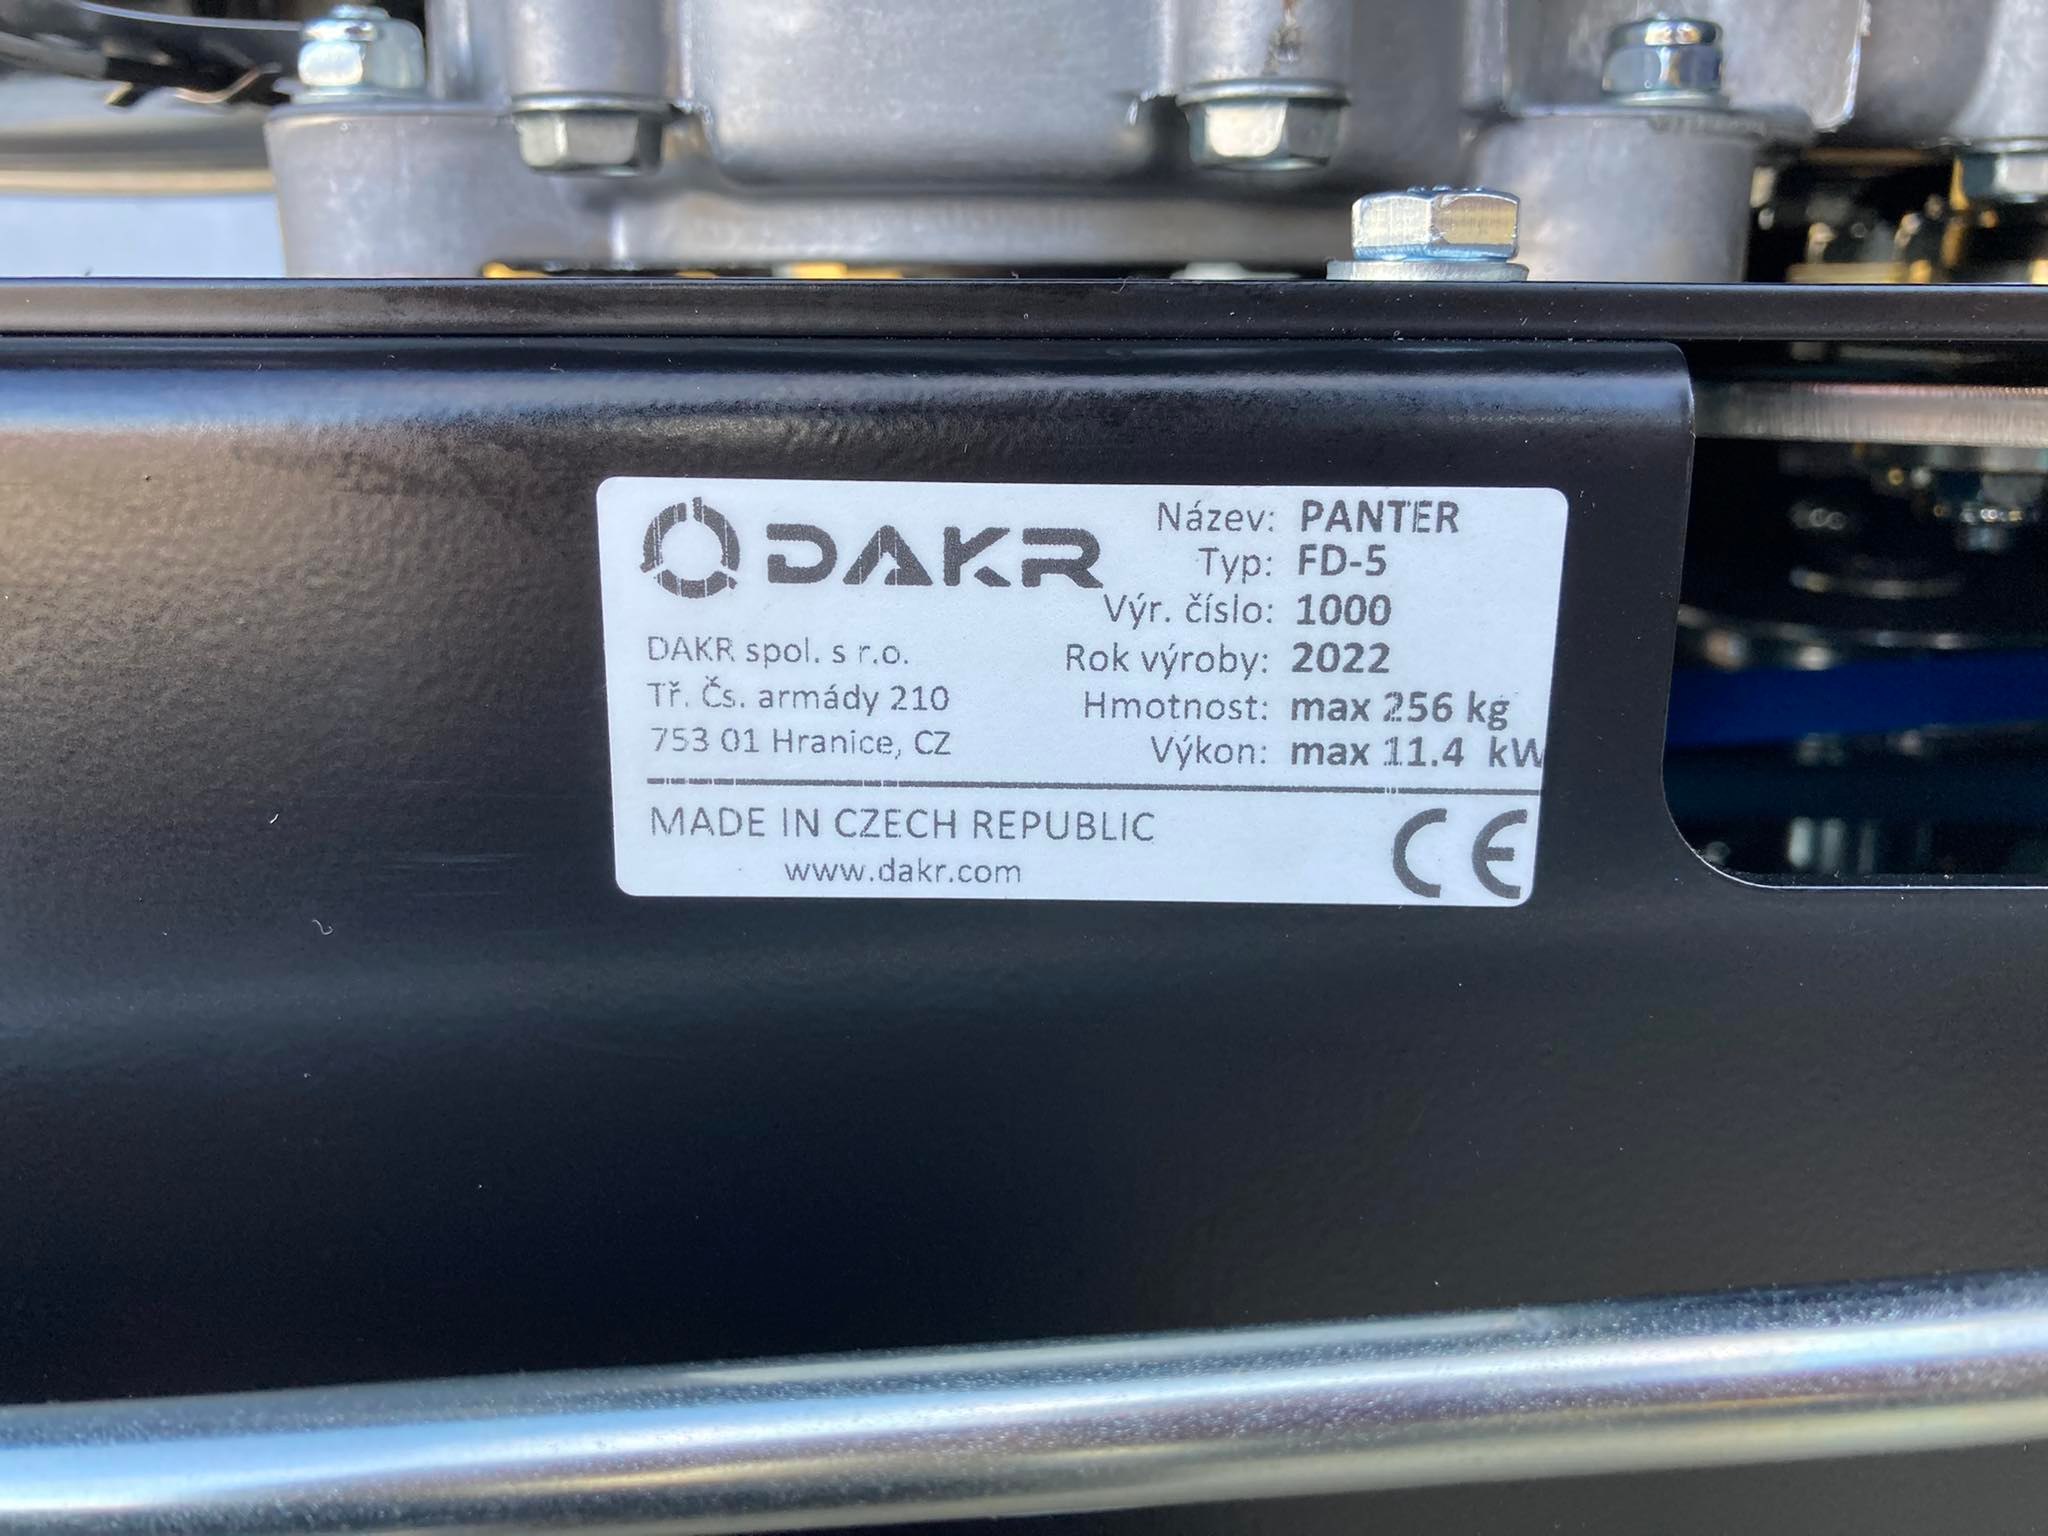 DAKR
DAKR spol. s r.o.
Tř. Čs. armády 210
753 01 Hranice, CZ
Název: PANTER
Typ: FD-5
Výr. číslo: 1000
Rok výroby: 2022
Hmotnost: max 256 kg
Výkon: max 11.4 kW
MADE IN CZECH REPUBLIC
www.dakr.com
CE